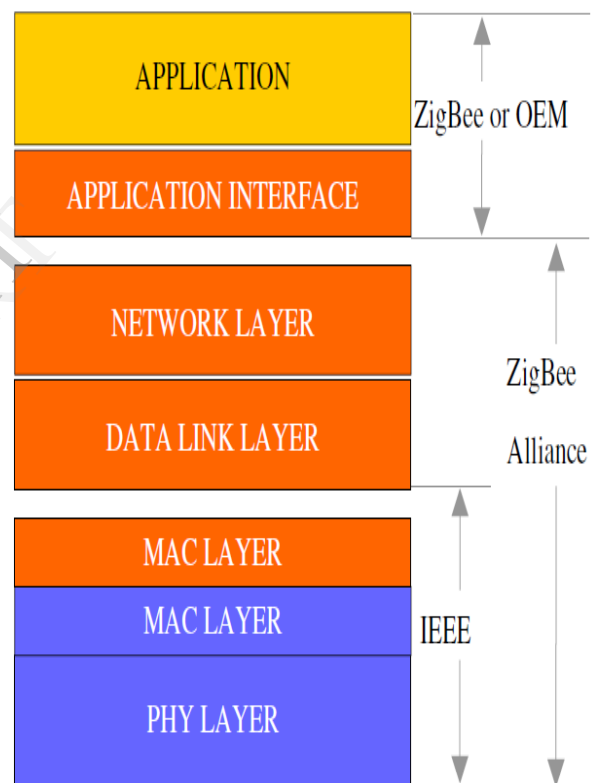 APPLICATION
ZigBee or OEM
APPLICATION INTERFACE
NETWORK LAYER
ZigBee
Alliance
DATA LINK LAYER
MAC LAYER
MAC LAYER
IEEE
PHY LAYER